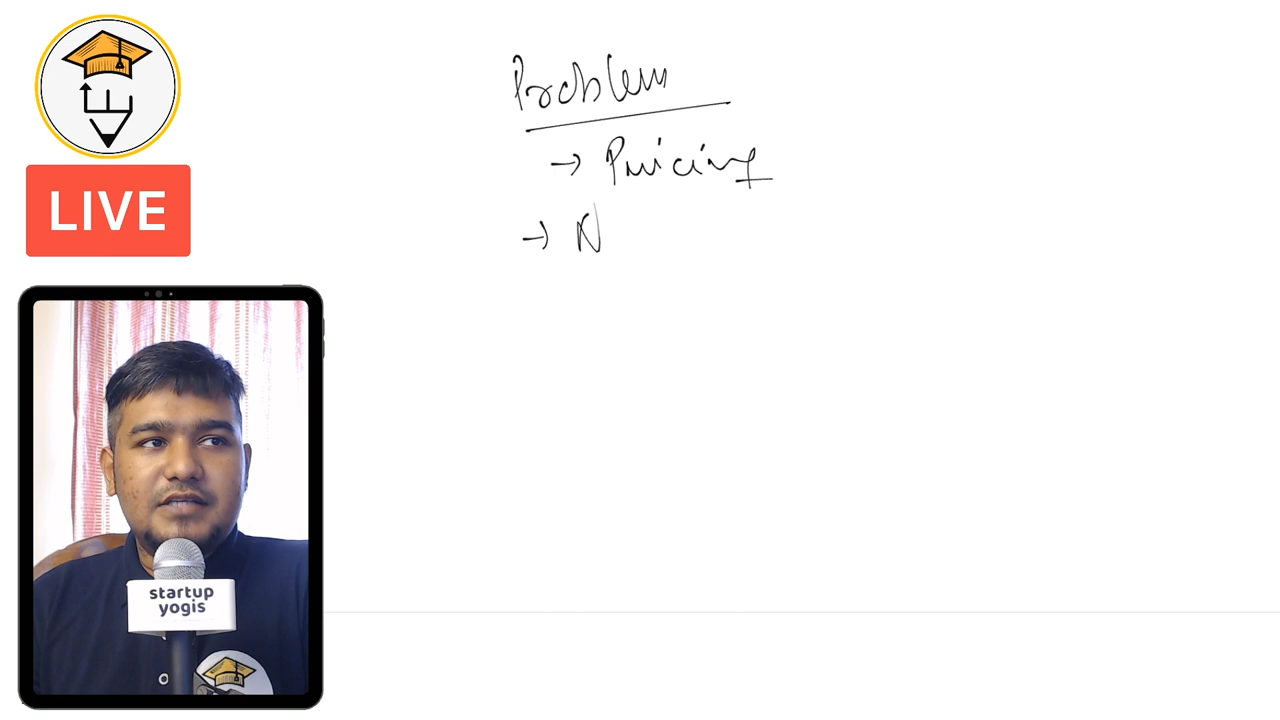 LIVE
Problem
→ Pricing
→ N
startup
yogis